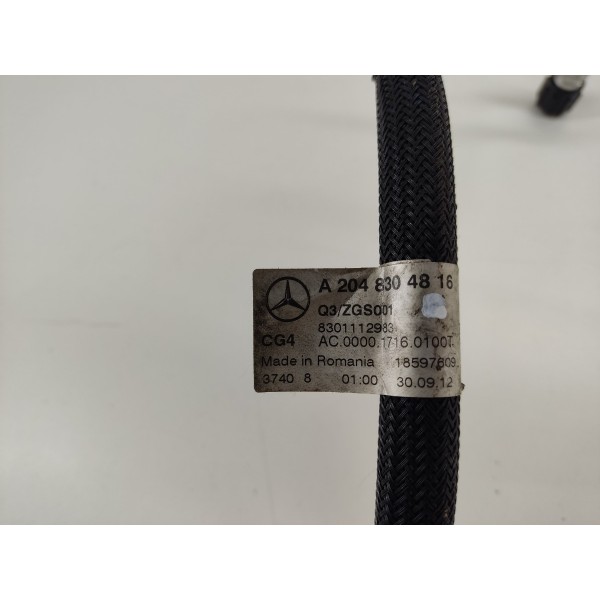 A 204 830 48 16
Q3/ZGS001
8301112983
CG4 AC.0000.1716.0100T
Made in Romania 18597609
3740 8 01:00 30.09.12